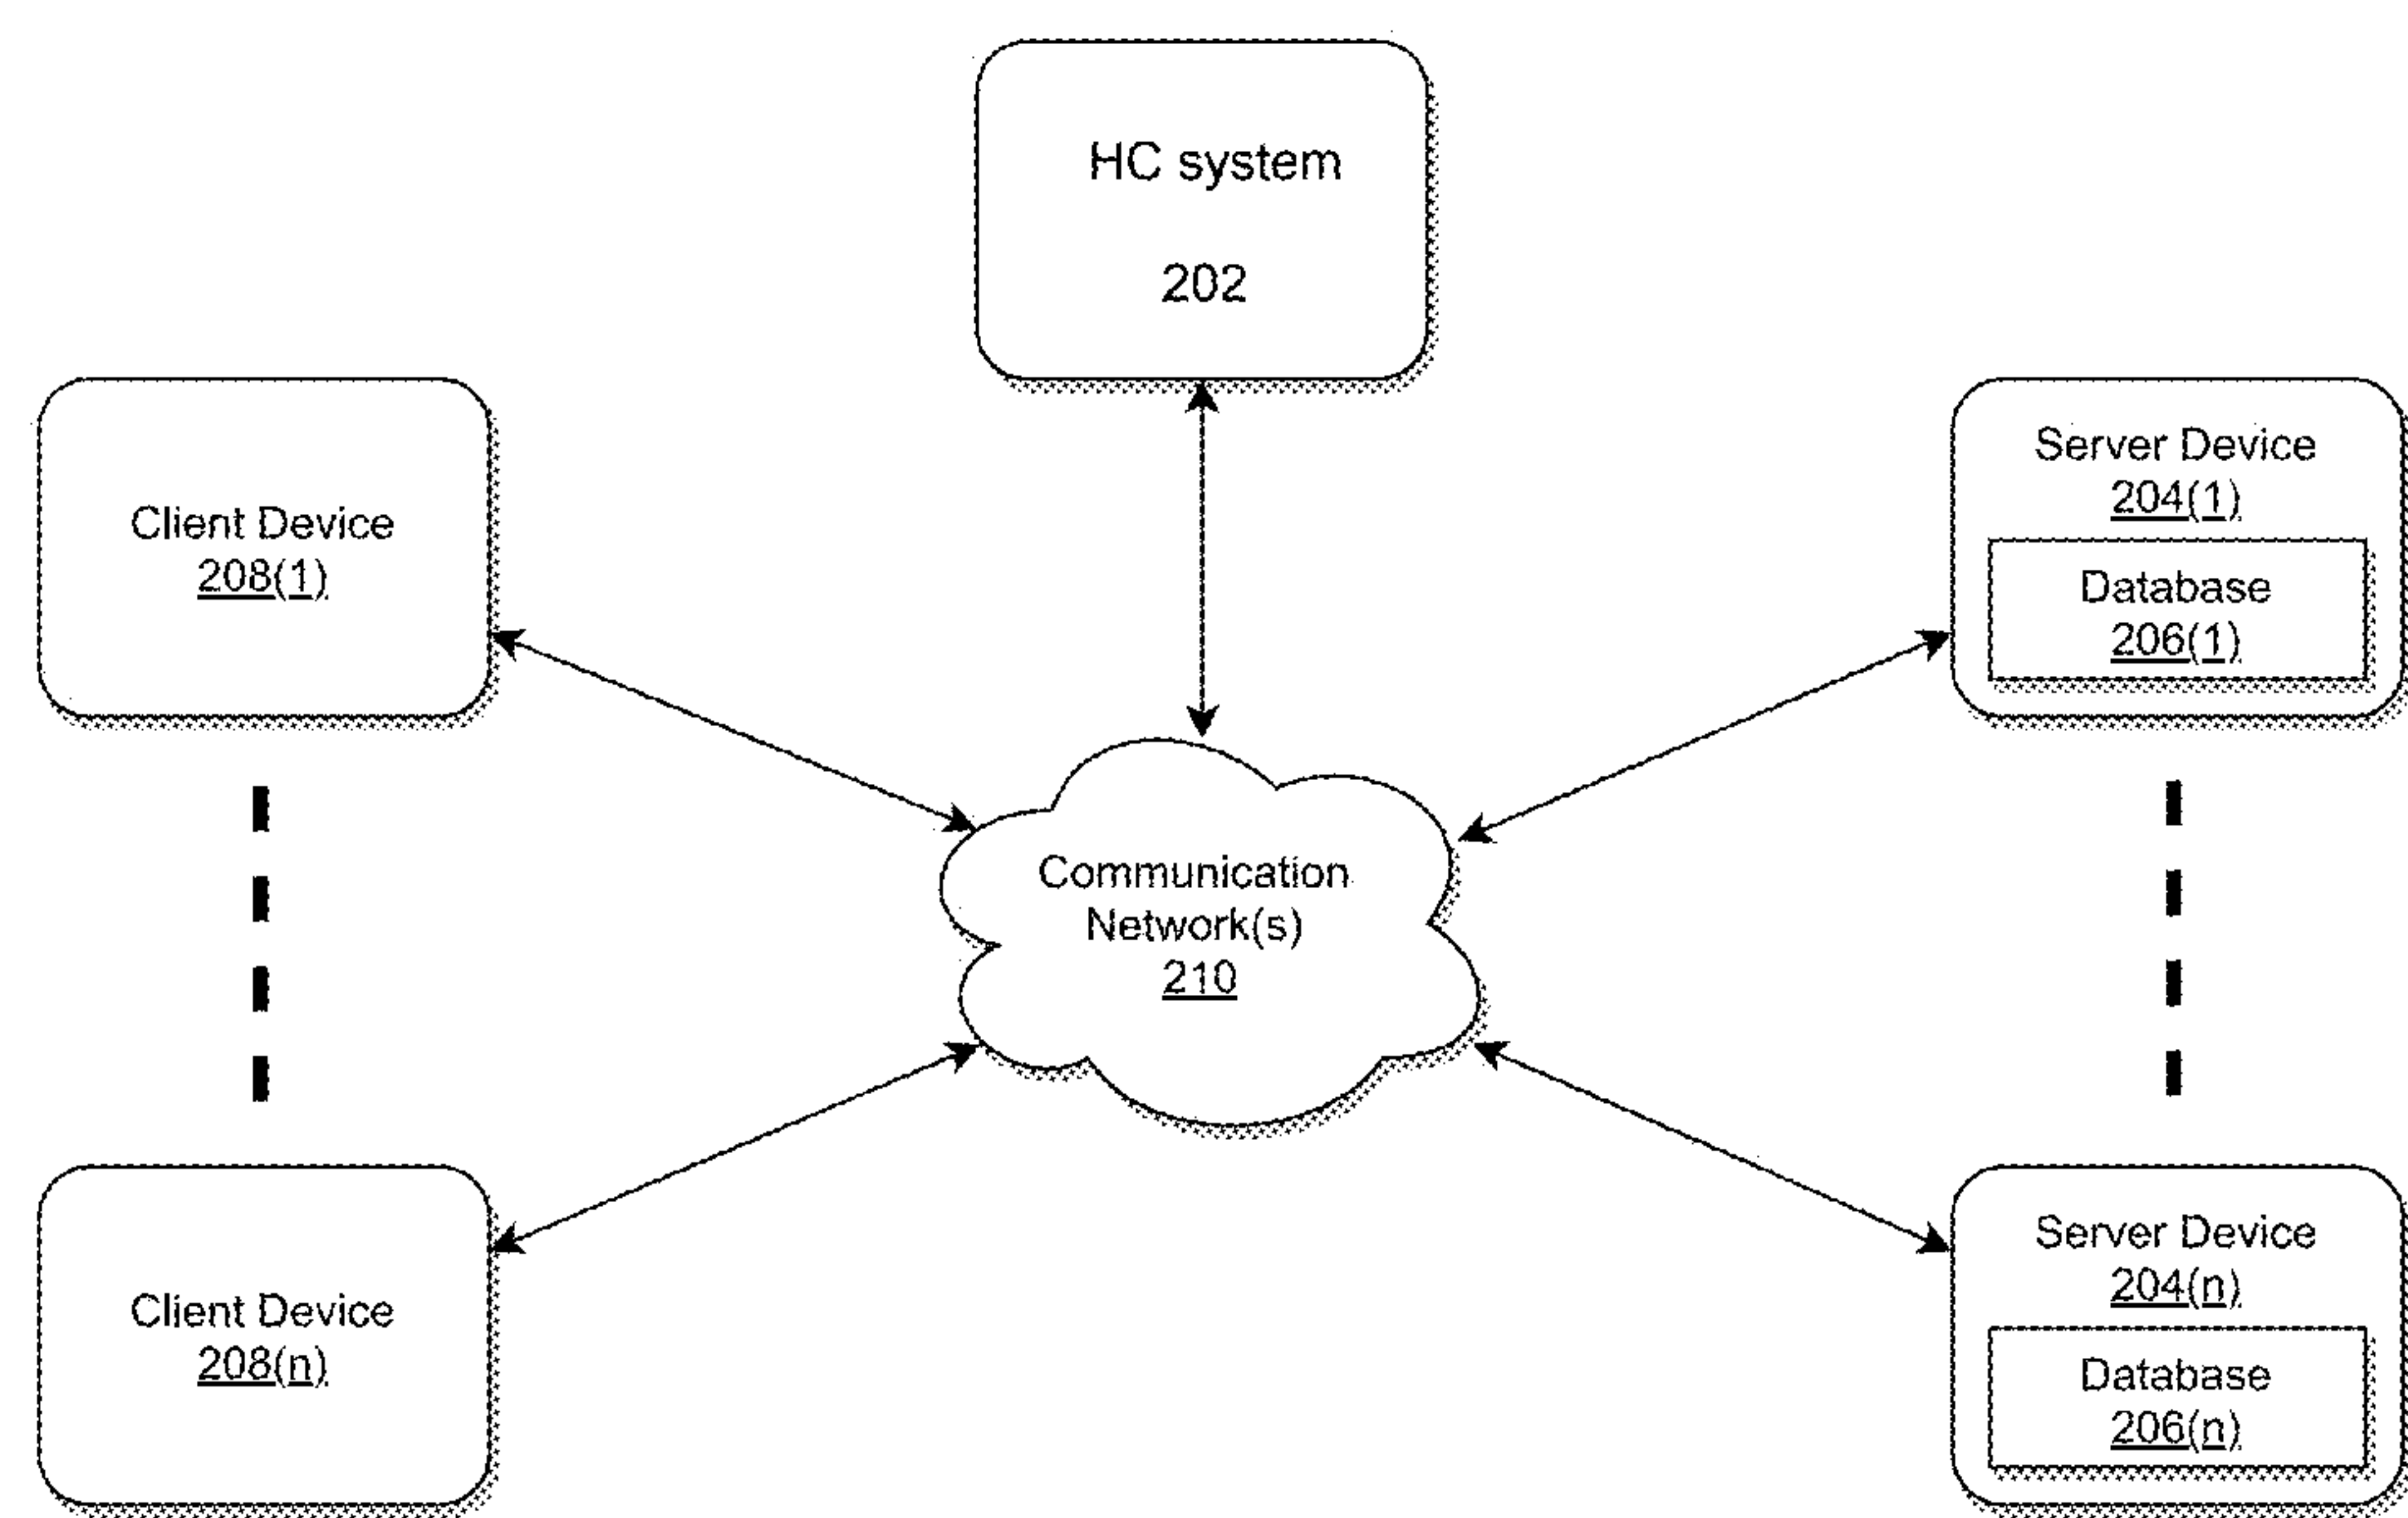 HC system
202
Client Device
208(1)
Server Device
204(1)
Database
206(1)
Communication
Network(s)
210
Client Device
208(n)
Server Device
204(n)
Database
206(n)